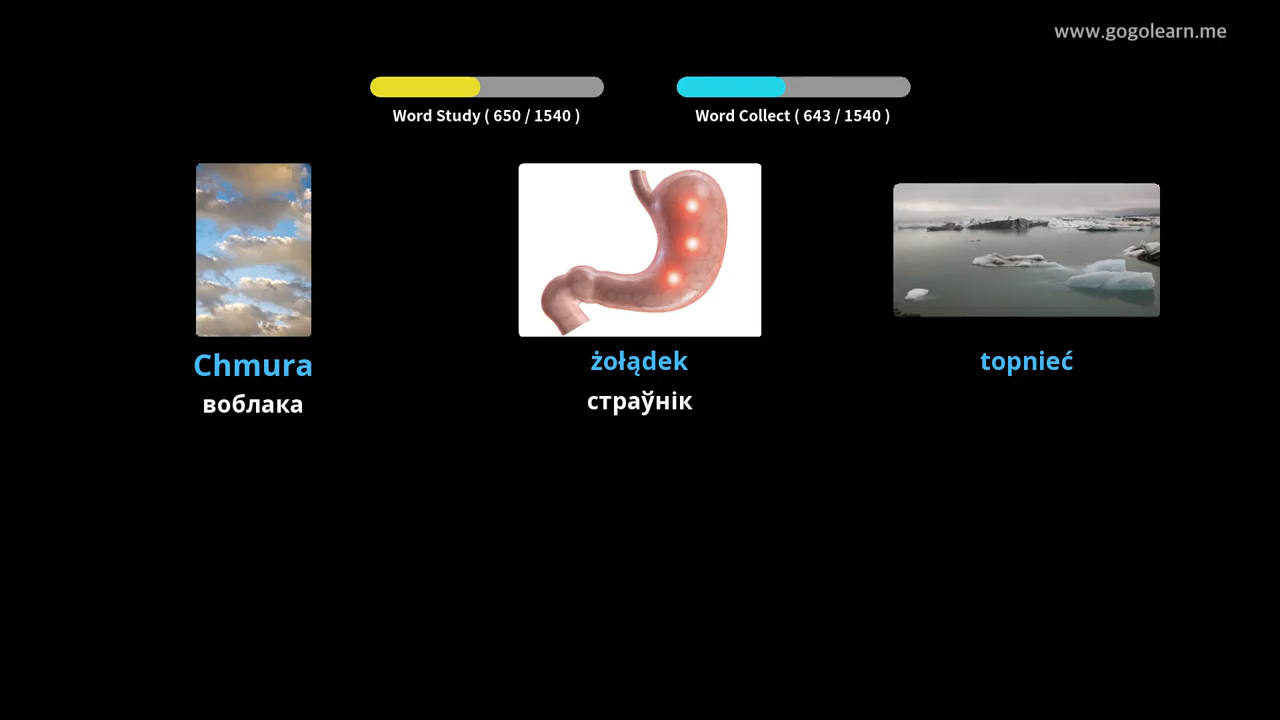 www.gogolearn.me
Word Study ( 650 / 1540 )
Word Collect ( 643 / 1540 )
Chmura
воблака
żołądek
страўнік
topnieć